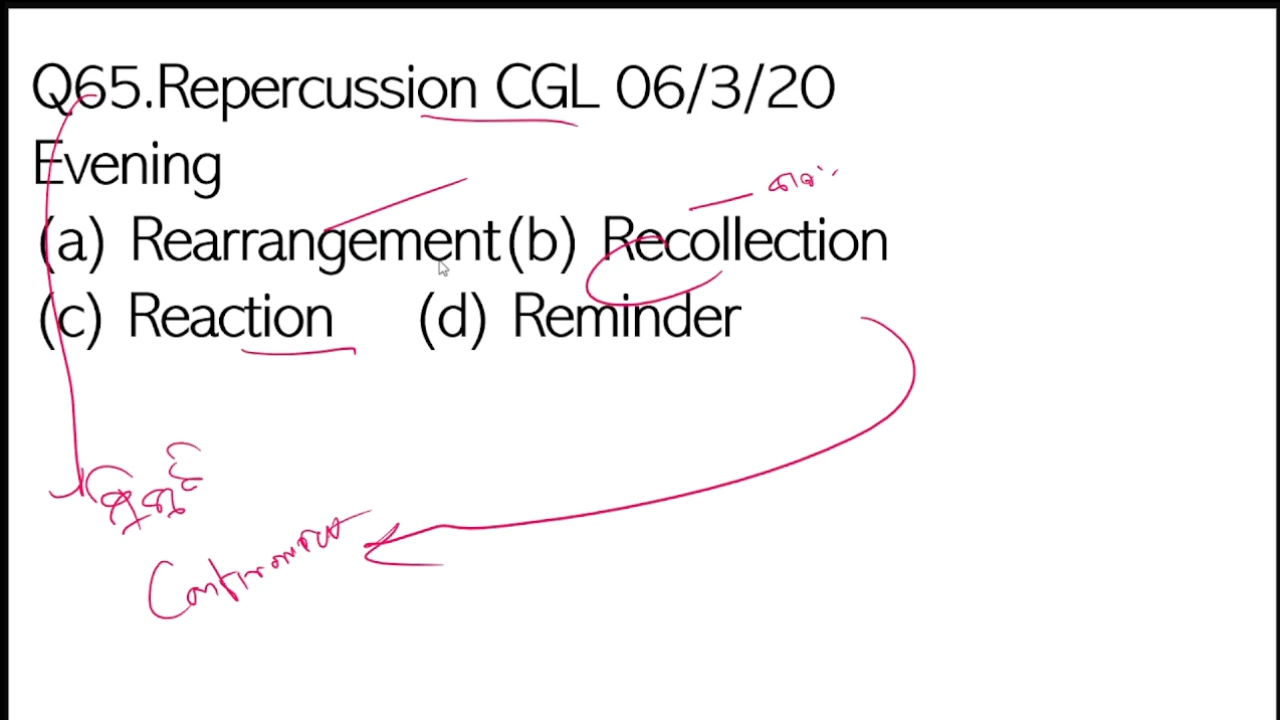 Q65.Repercussion CGL 06/3/20
Evening
(a) Rearrangement (b) Recollection
(c) Reaction (d) Reminder